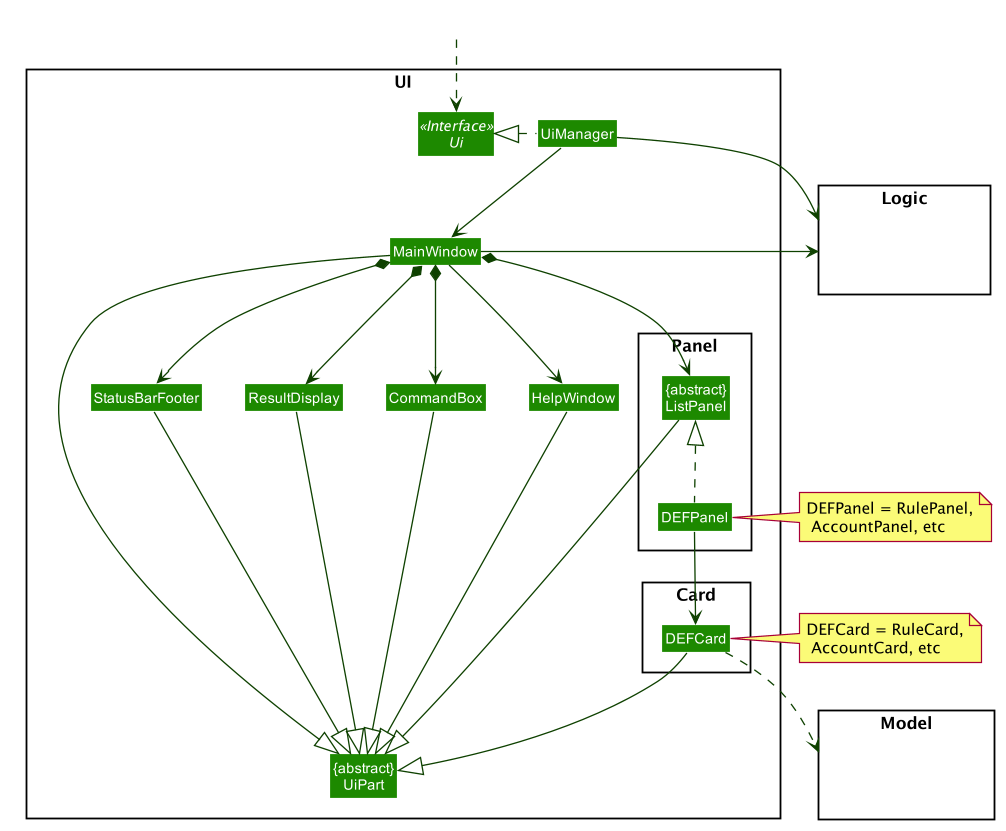 UI
«Interface»
Ui
UiManager
Logic
MainWindow
Panel
StatusBarFooter
ResultDisplay
CommandBox
HelpWindow
{abstract}
ListPanel
DEFPanel
DEFPanel = RulePanel,
AccountPanel, etc
Card
DEFCard
DEFCard = RuleCard,
AccountCard, etc
Model
{abstract}
UiPart